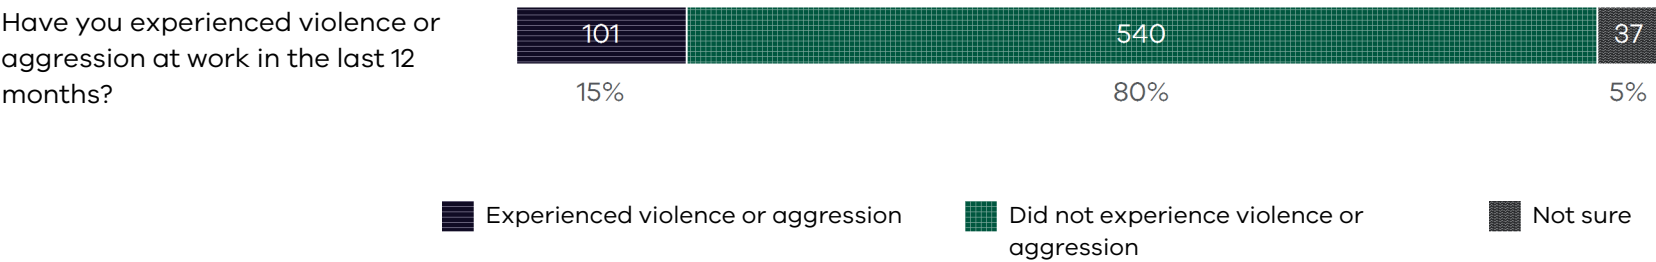 Have you experienced violence or
aggression at work in the last 12
months?
101
540
37
15%
80%
5%
Experienced violence or aggression
Did not experience violence or
aggression
Not sure